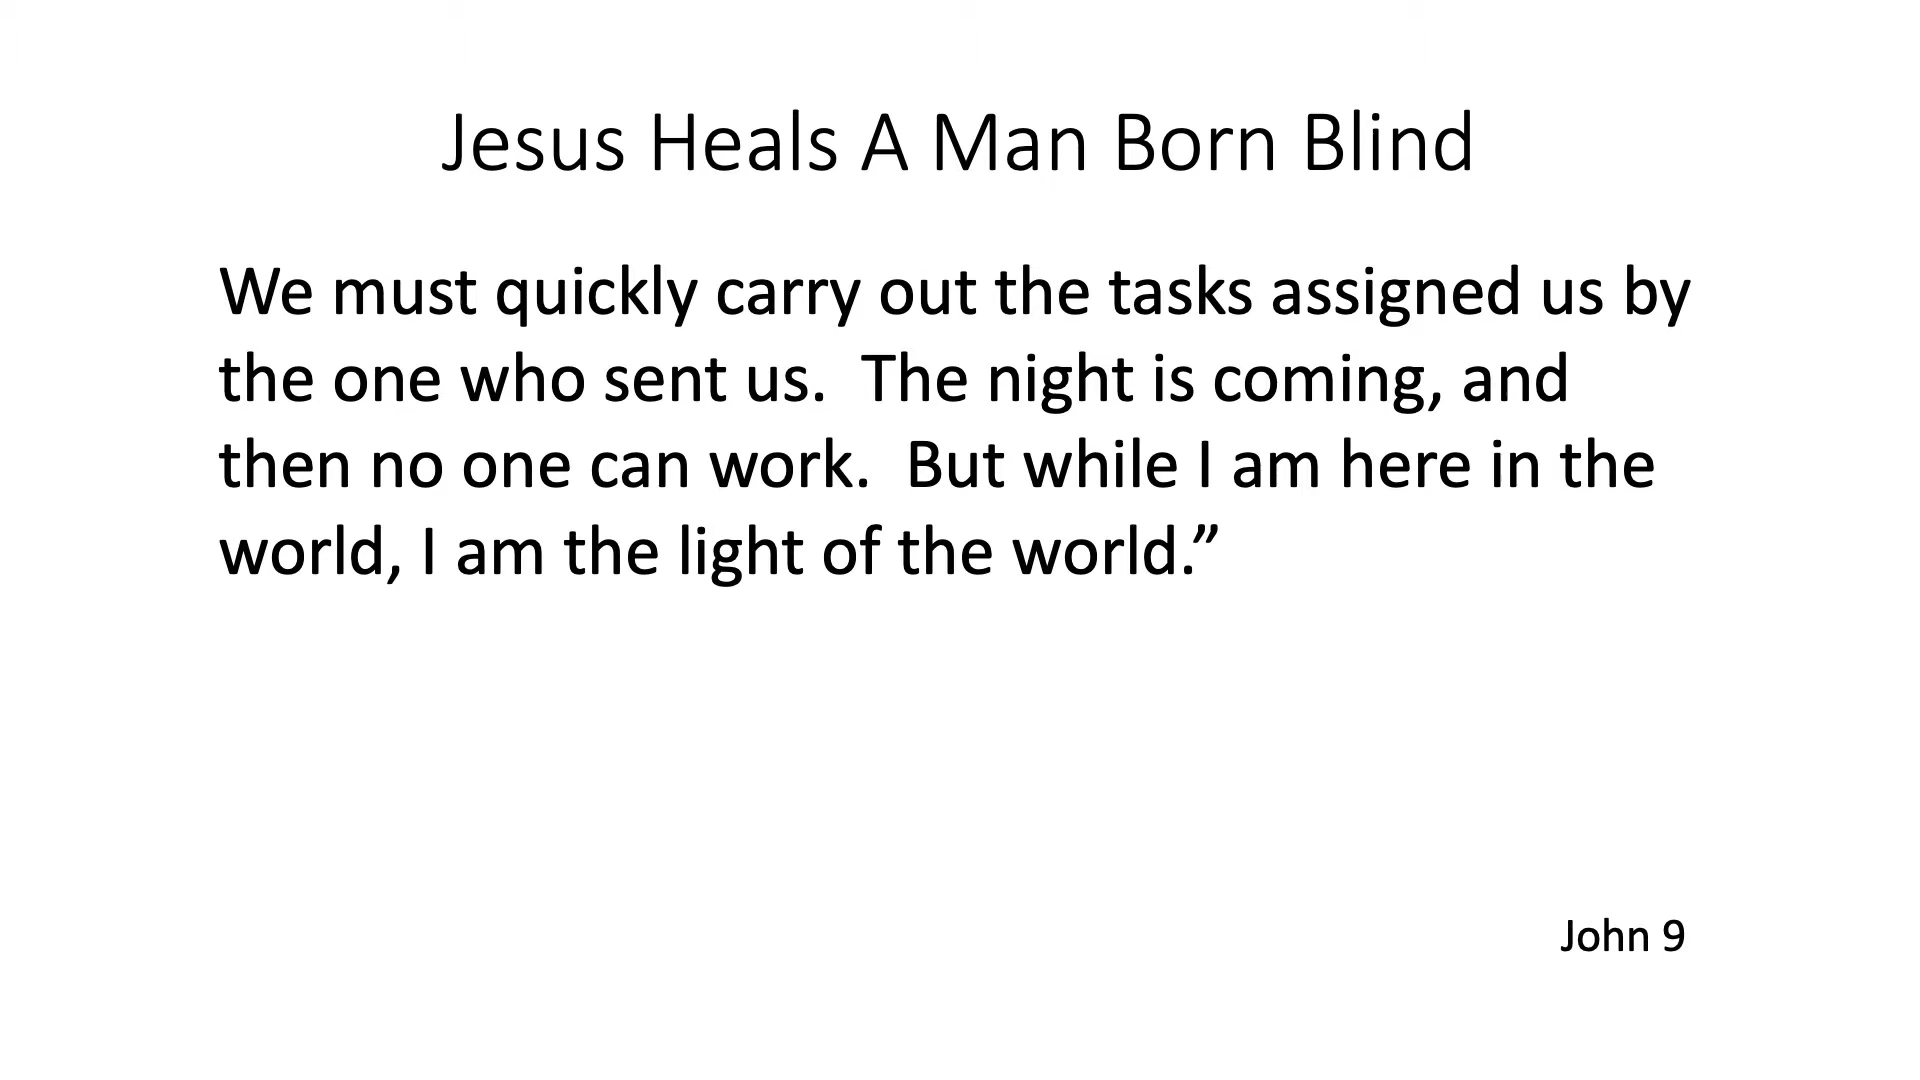 Jesus Heals A Man Born Blind
We must quickly carry out the tasks assigned us by
the one who sent us.  The night is coming, and
then no one can work.  But while I am here in the
world, I am the light of the world.”
John 9